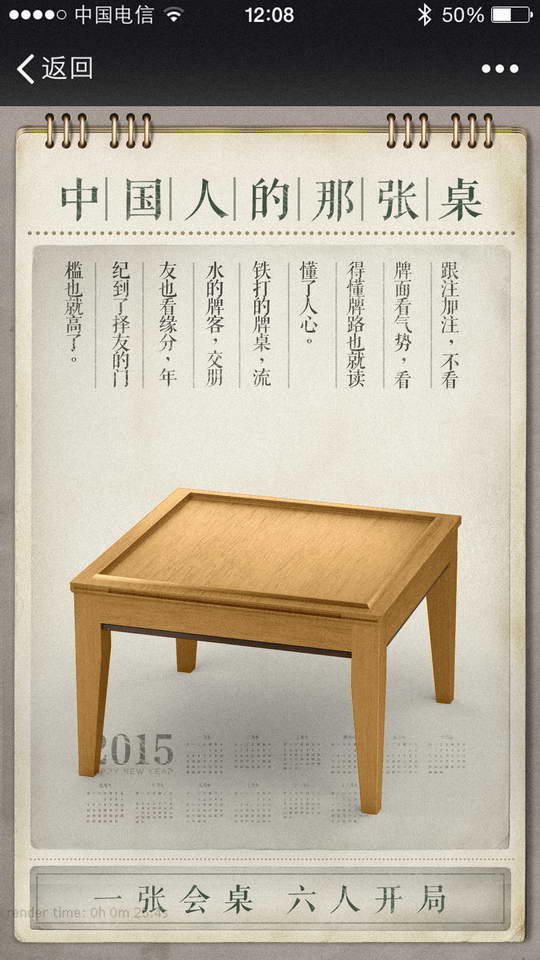 中国电信
12:08
50%
返回
中国人的那张桌
跟注加注，不看
牌面看气势，看
得懂牌路也就读
懂了人心。
铁打的牌桌，流
水的牌客，交朋
友也看缘分，年
纪到了择友的门
槛也就高了。
2015
HAPPY NEW YEAR
一张会桌 六人开局
render time: 0h 0m 25.4s